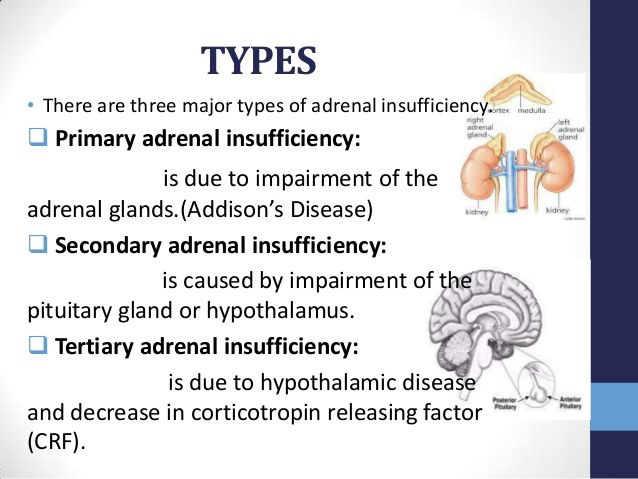 TYPES
• There are three major types of adrenal insufficiency.
❑ Primary adrenal insufficiency:
is due to impairment of the
adrenal glands.(Addison’s Disease)
❑ Secondary adrenal insufficiency:
is caused by impairment of the
pituitary gland or hypothalamus.
❑ Tertiary adrenal insufficiency:
is due to hypothalamic disease
and decrease in corticotropin releasing factor
(CRF).
cortex medulla
right
adrenal
gland
left
adrenal
gland
kidney
kidney
Posterior
Pituitary
Anterior
Pituitary